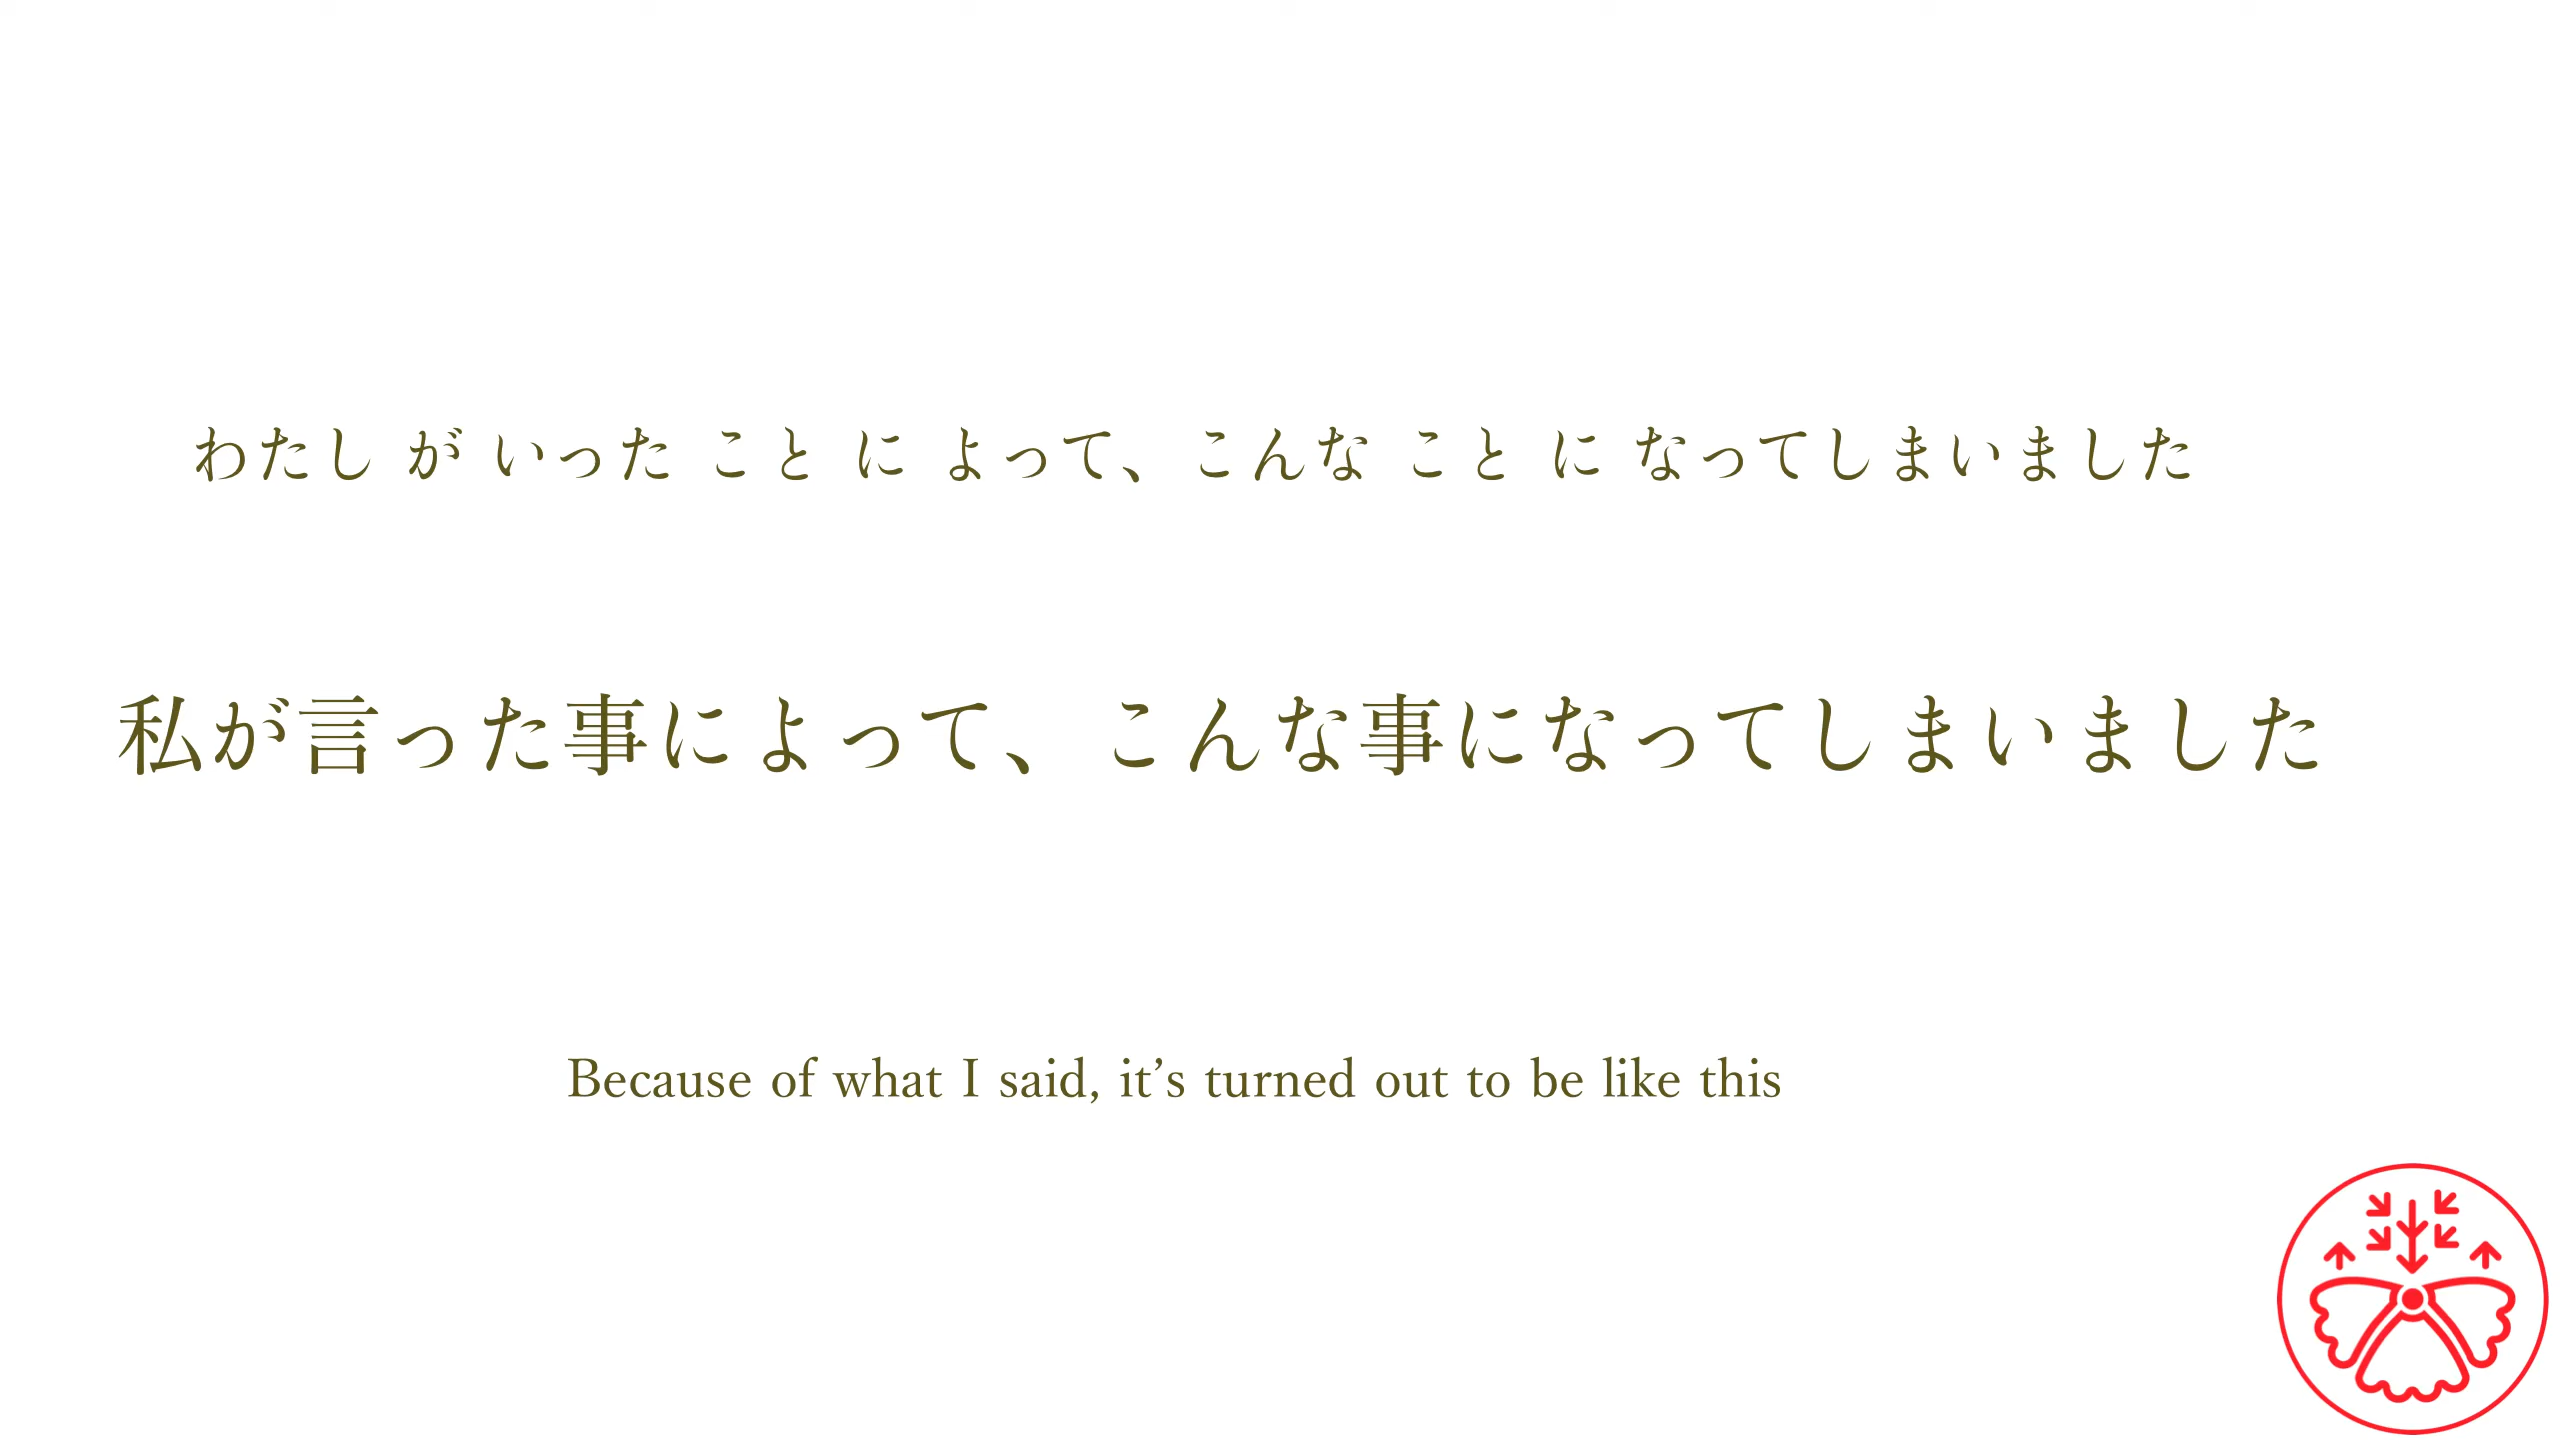 わたし が いった こと に よって、こんな こと に なってしまいました
私が言った事によって、こんな事になってしまいました
Because of what I said, it’s turned out to be like this